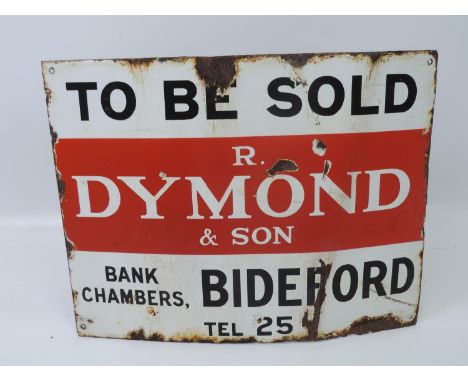 TO BE SOLD
R.
DYMOND
& SON
BANK CHAMBERS, BIDEFORD
TEL 25